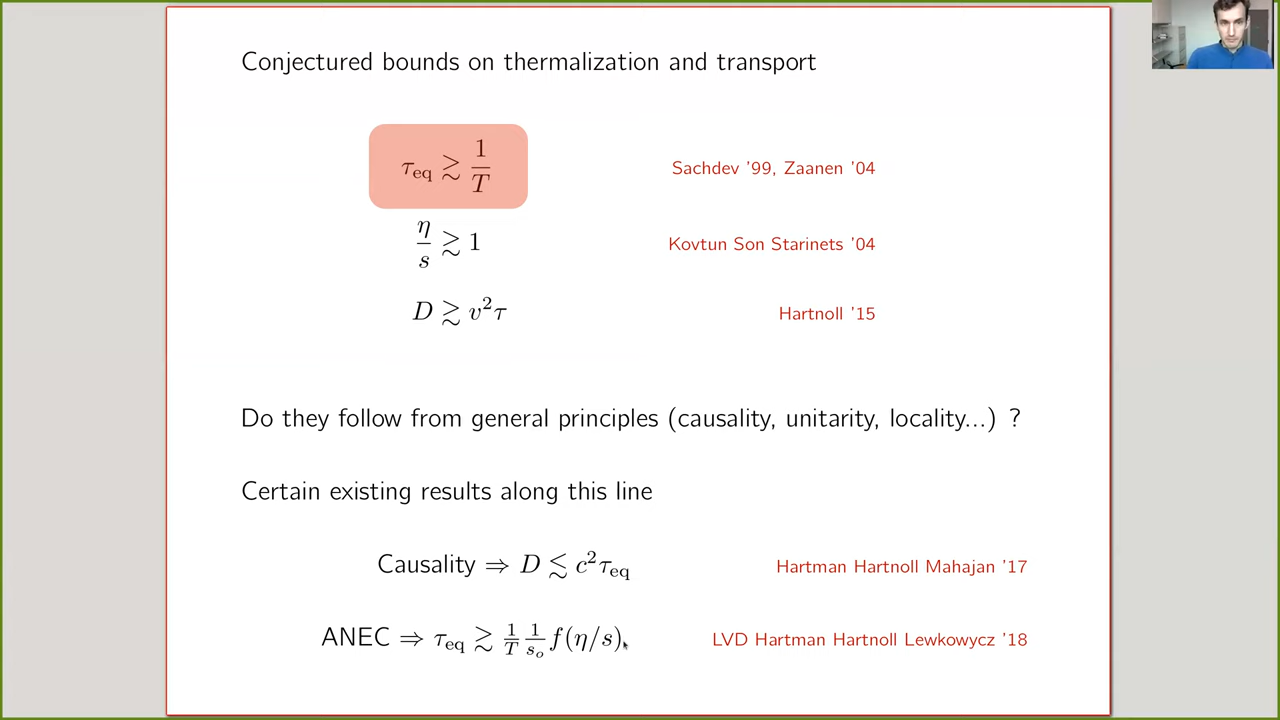 Conjectured bounds on thermalization and transport
τ_eq ≳ 1/T Sachdev '99, Zaanen '04
η/s ≳ 1 Kovtun Son Starinets '04
D ≳ v²τ Hartnoll '15
Do they follow from general principles (causality, unitarity, locality...) ?
Certain existing results along this line
Causality ⇒ D ≲ c²τ_eq Hartman Hartnoll Mahajan '17
ANEC ⇒ τ_eq ≳ 1/T 1/s_o f(η/s) LVD Hartman Hartnoll Lewkowycz '18